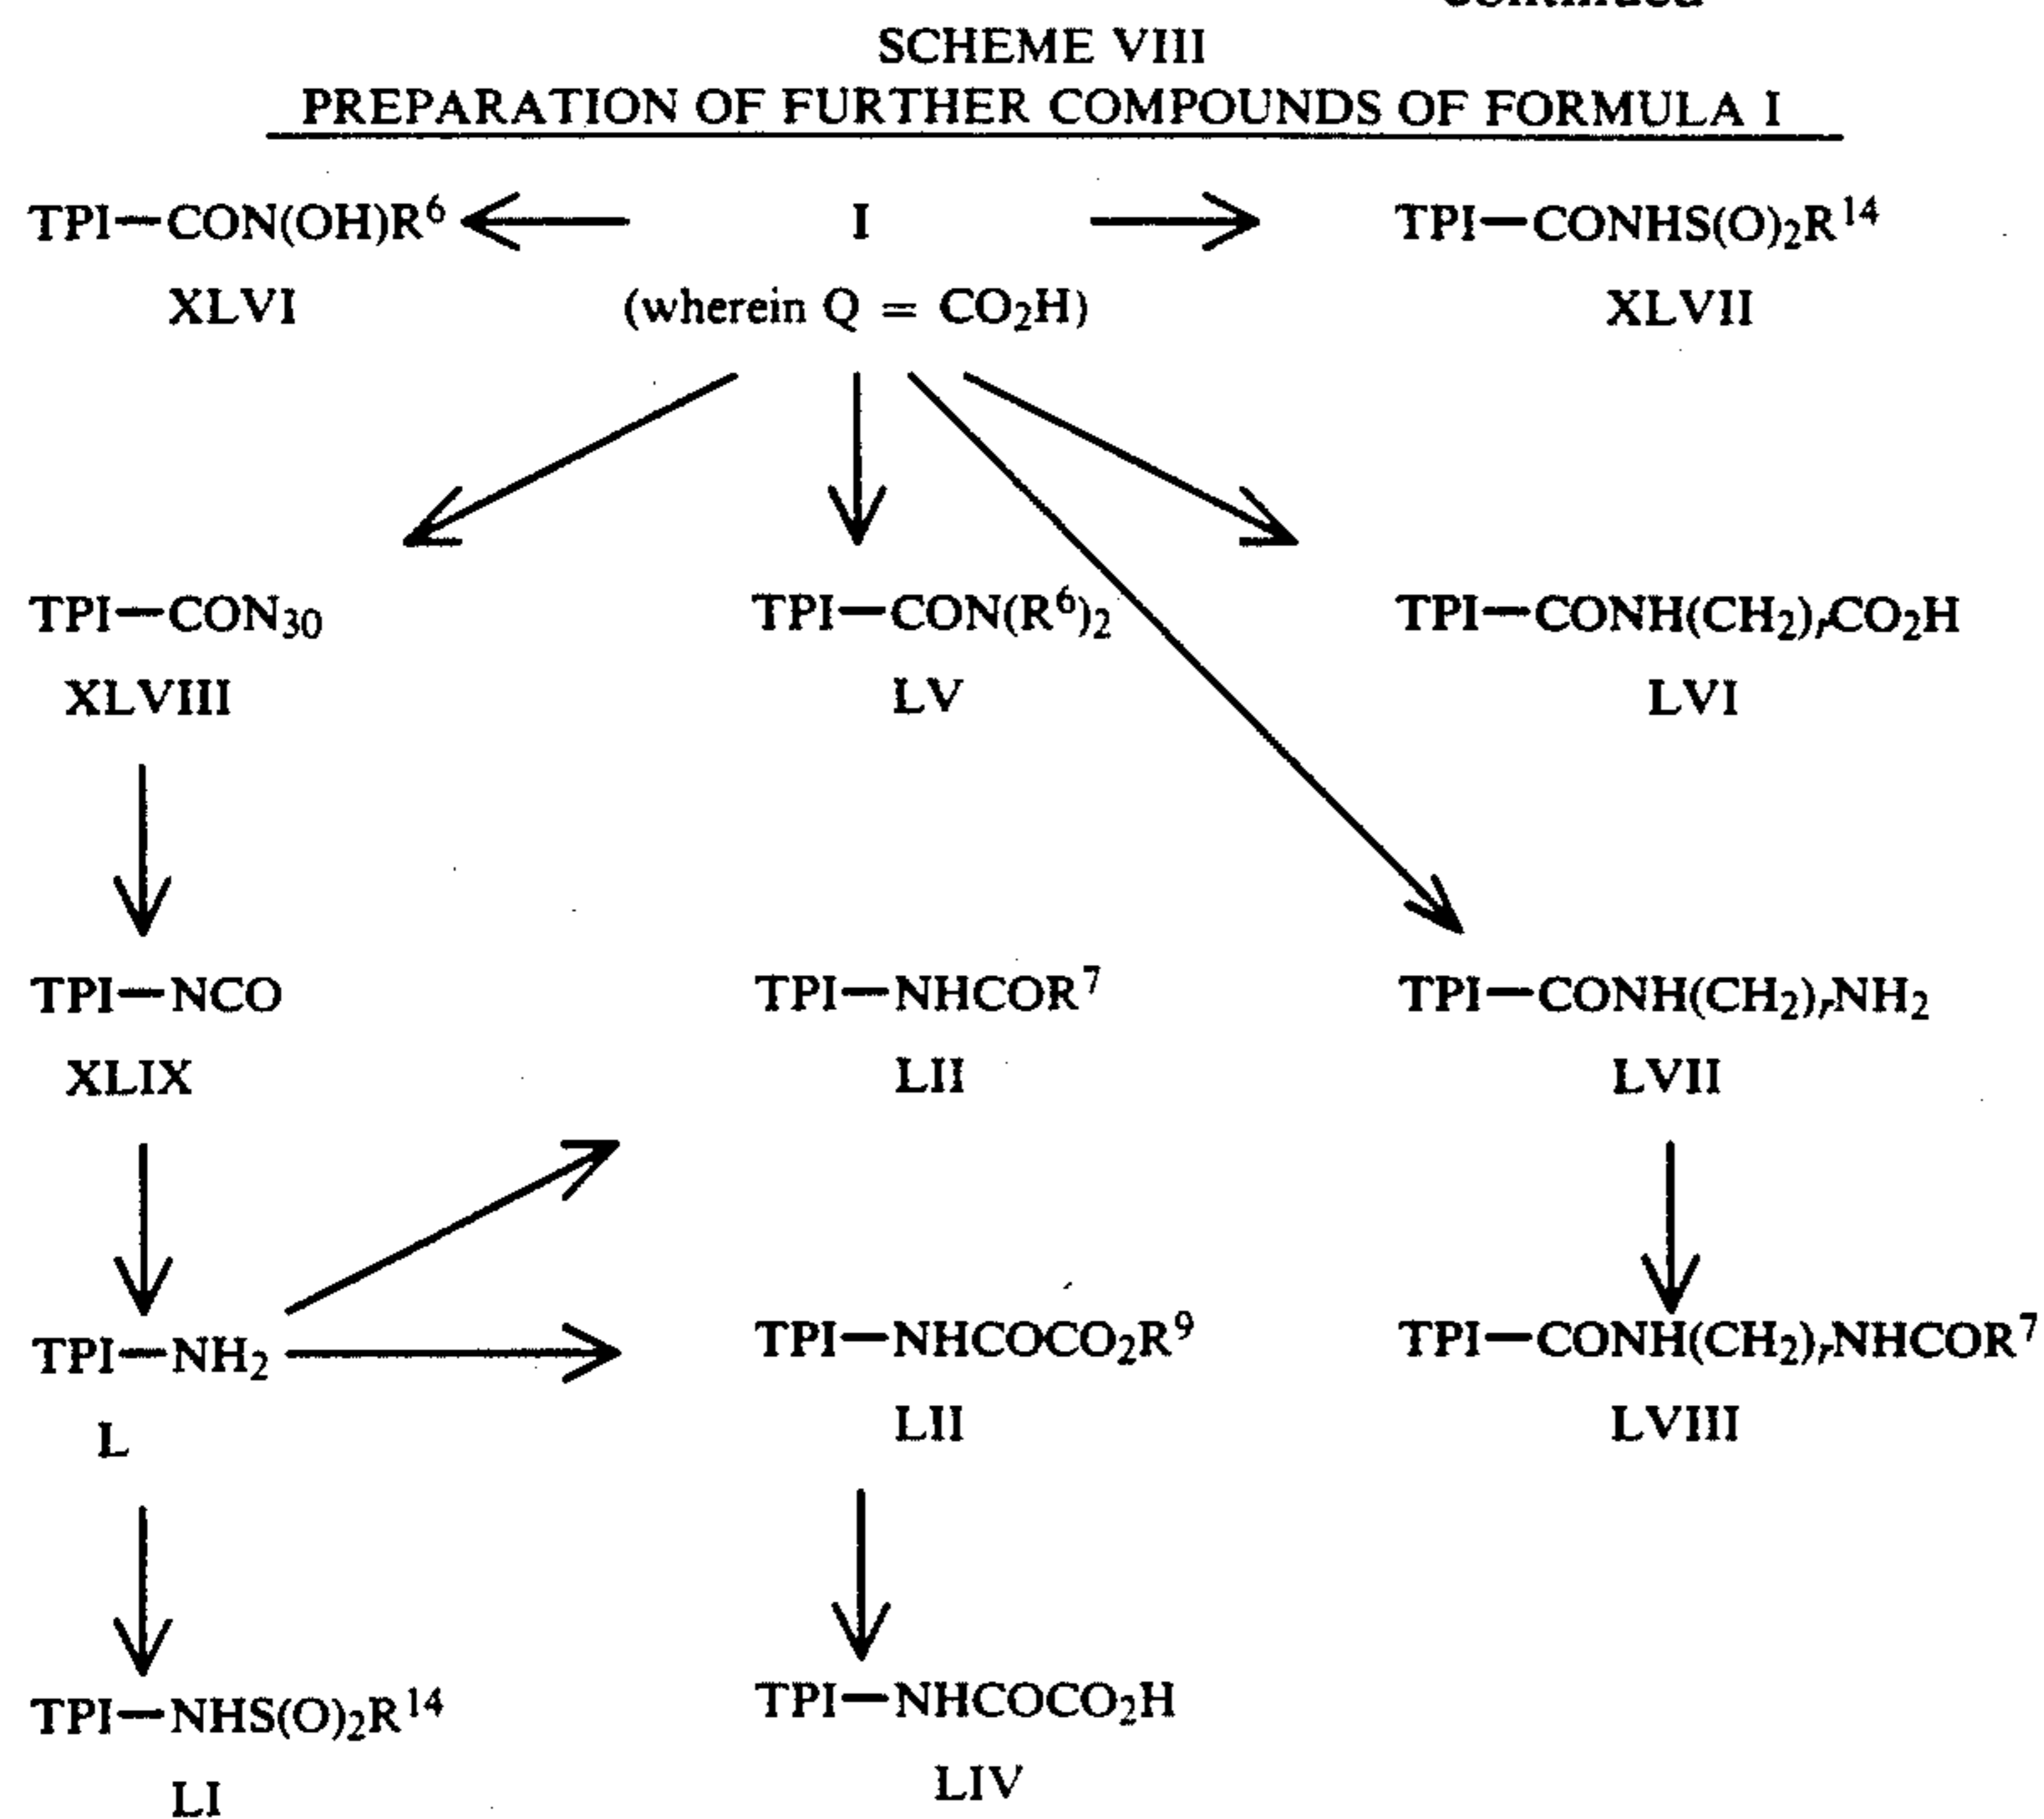 SCHEME VIII
PREPARATION OF FURTHER COMPOUNDS OF FORMULA I
TPI—CON(OH)R⁶ I TPI—CONHS(O)₂R¹⁴
XLVI (wherein Q = CO₂H) XLVII
TPI—CON₃₀ TPI—CON(R⁶)₂ TPI—CONH(CH₂)ᵣCO₂H
XLVIII LV LVI
TPI—NCO TPI—NHCOR⁷ TPI—CONH(CH₂)ᵣNH₂
XLIX LII LVII
TPI—NH₂ TPI—NHCOCO₂R⁹ TPI—CONH(CH₂)ᵣNHCOR⁷
L LII LVIII
TPI—NHS(O)₂R¹⁴ TPI—NHCOCO₂H
LI LIV